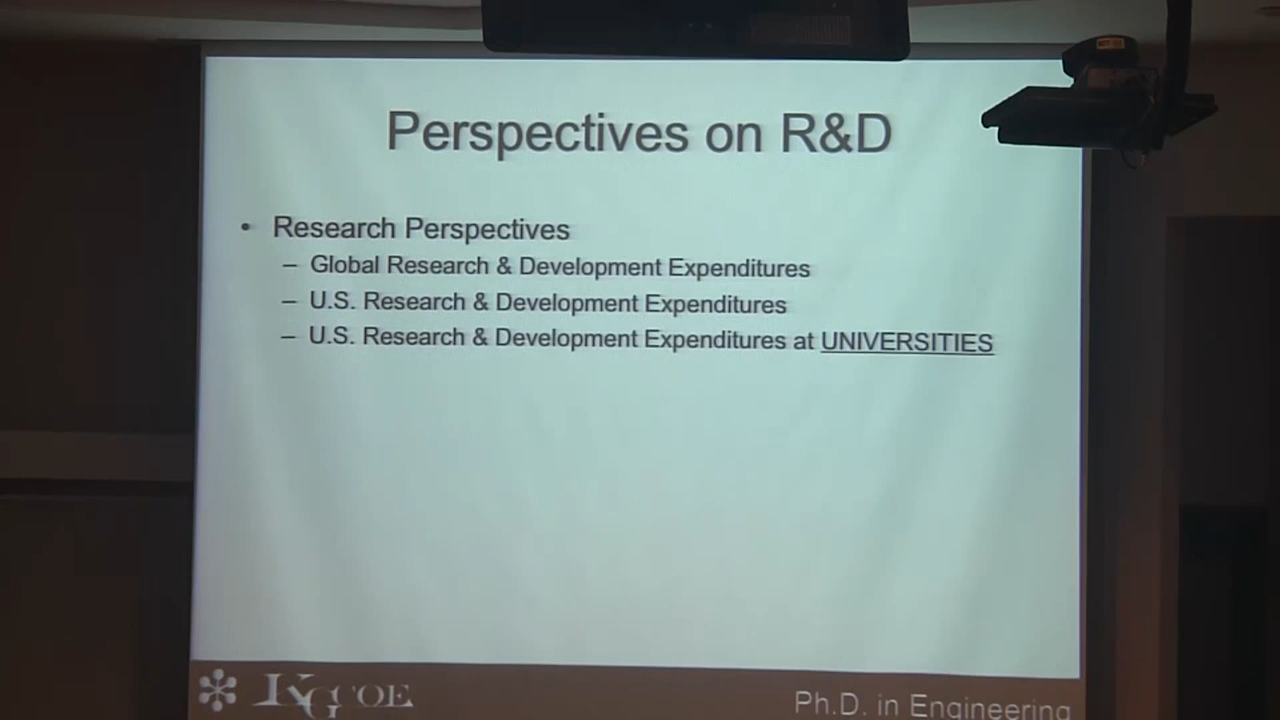 Perspectives on R&D
• Research Perspectives
– Global Research & Development Expenditures
– U.S. Research & Development Expenditures
– U.S. Research & Development Expenditures at UNIVERSITIES
KGCOE
Ph.D. in Engineering